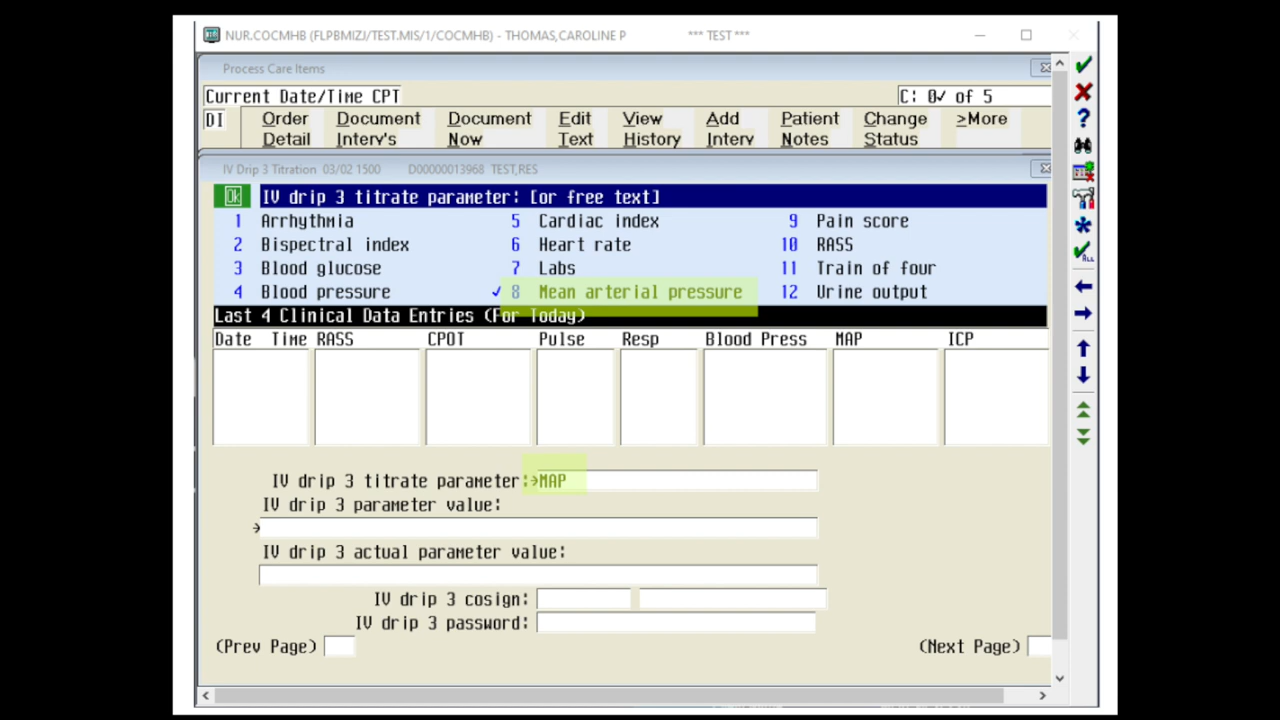 NUR.COCMHB (FLPBMIZJ/TEST.MIS/1/COCMHB) - THOMAS,CAROLINE P *** TEST ***
Process Care Items
Current Date/Time CPT C: 0✓ of 5
DI Order Detail Document Interv's Document Now Edit Text View History Add Interv Patient Notes Change Status >More
IV Drip 3 Titration 03/02 1500 D00000013968 TEST,RES
Ok IV drip 3 titrate parameter: [or free text]
1 Arrhythmia 5 Cardiac index 9 Pain score
2 Bispectral index 6 Heart rate 10 RASS
3 Blood glucose 7 Labs 11 Train of four
4 Blood pressure ✓ 8 Mean arterial pressure 12 Urine output
Last 4 Clinical Data Entries (For Today)
Date Time RASS CPOT Pulse Resp Blood Press MAP ICP
IV drip 3 titrate parameter:→MAP
IV drip 3 parameter value:
→
IV drip 3 actual parameter value:
IV drip 3 cosign:
IV drip 3 password:
(Prev Page) (Next Page)
ALL